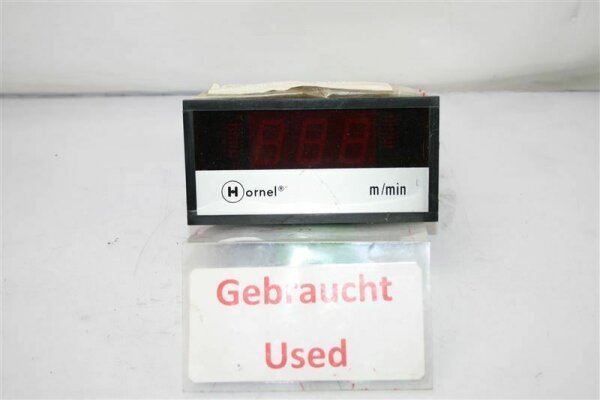 Hornel®
m/min
Gebraucht
Used